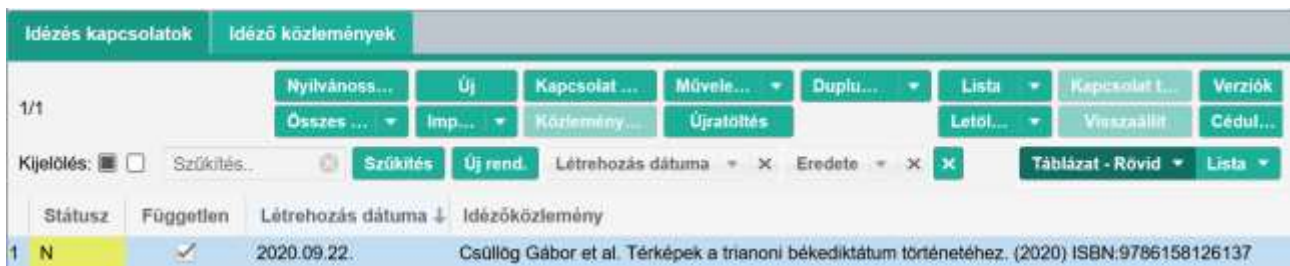 Idézés kapcsolatok Idéző közlemények
1/1
Nyilvánoss... Új Kapcsolat ... Művele... Duplu... Lista Kapcsolat t... Verziók
Összes ... Imp... Közlemény... Újratöltés Letöl... Visszaállít Cédul...
Kijelölés: Szűkítés.. Szűkítés Új rend. Létrehozás dátuma × Eredete × × Táblázat - Rövid Lista
Státusz Független Létrehozás dátuma ↓ Idézőközlemény
1 N ✓ 2020.09.22. Csüllög Gábor et al. Térképek a trianoni békediktátum történetéhez. (2020) ISBN:9786158126137